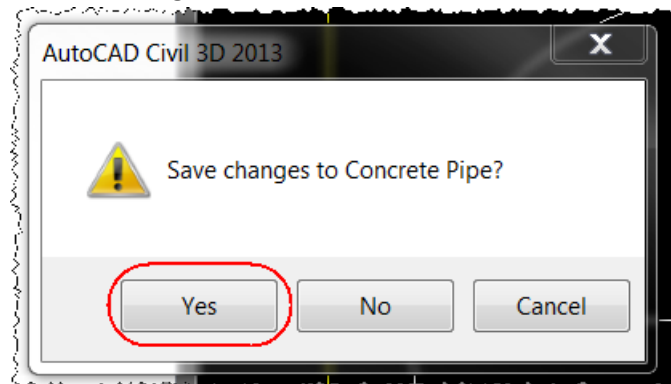 AutoCAD Civil 3D 2013
Save changes to Concrete Pipe?
Yes No Cancel